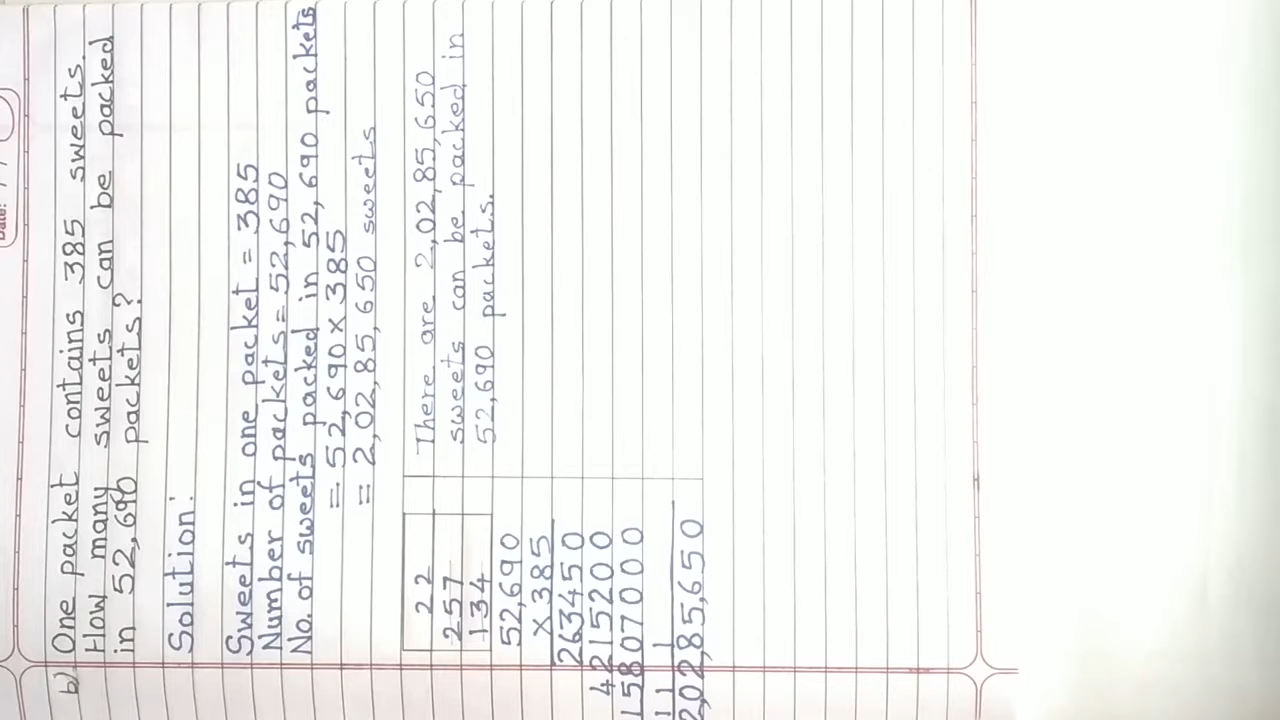 Date: / /
b) One packet contains 385 sweets.
How many sweets can be packed
in 52,690 packets?
Solution:
Sweets in one packet = 385
Number of packets = 52,690
No. of sweets packed in 52,690 packets
= 52,690 x 385
= 2,02,85,650 sweets
22
257
134
52,690
x 385
263450
4215200
15807000
1 1 1
2,02,85,650
There are 2,02,85,650
sweets can be packed in
52,690 packets.